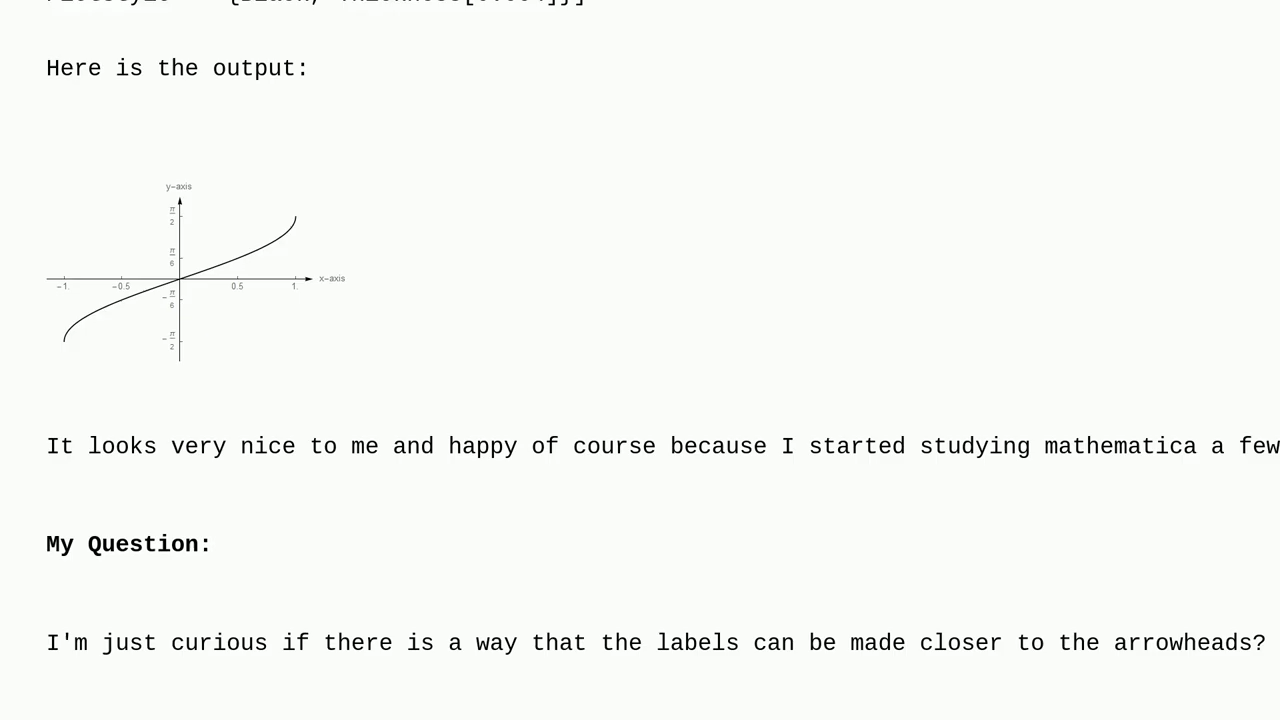 Here is the output:
y-axis
π
2
π
6
x-axis
-1.
-0.5
0.5
1.
- π
6
- π
2
It looks very nice to me and happy of course because I started studying mathematica a few
My Question:
I'm just curious if there is a way that the labels can be made closer to the arrowheads?